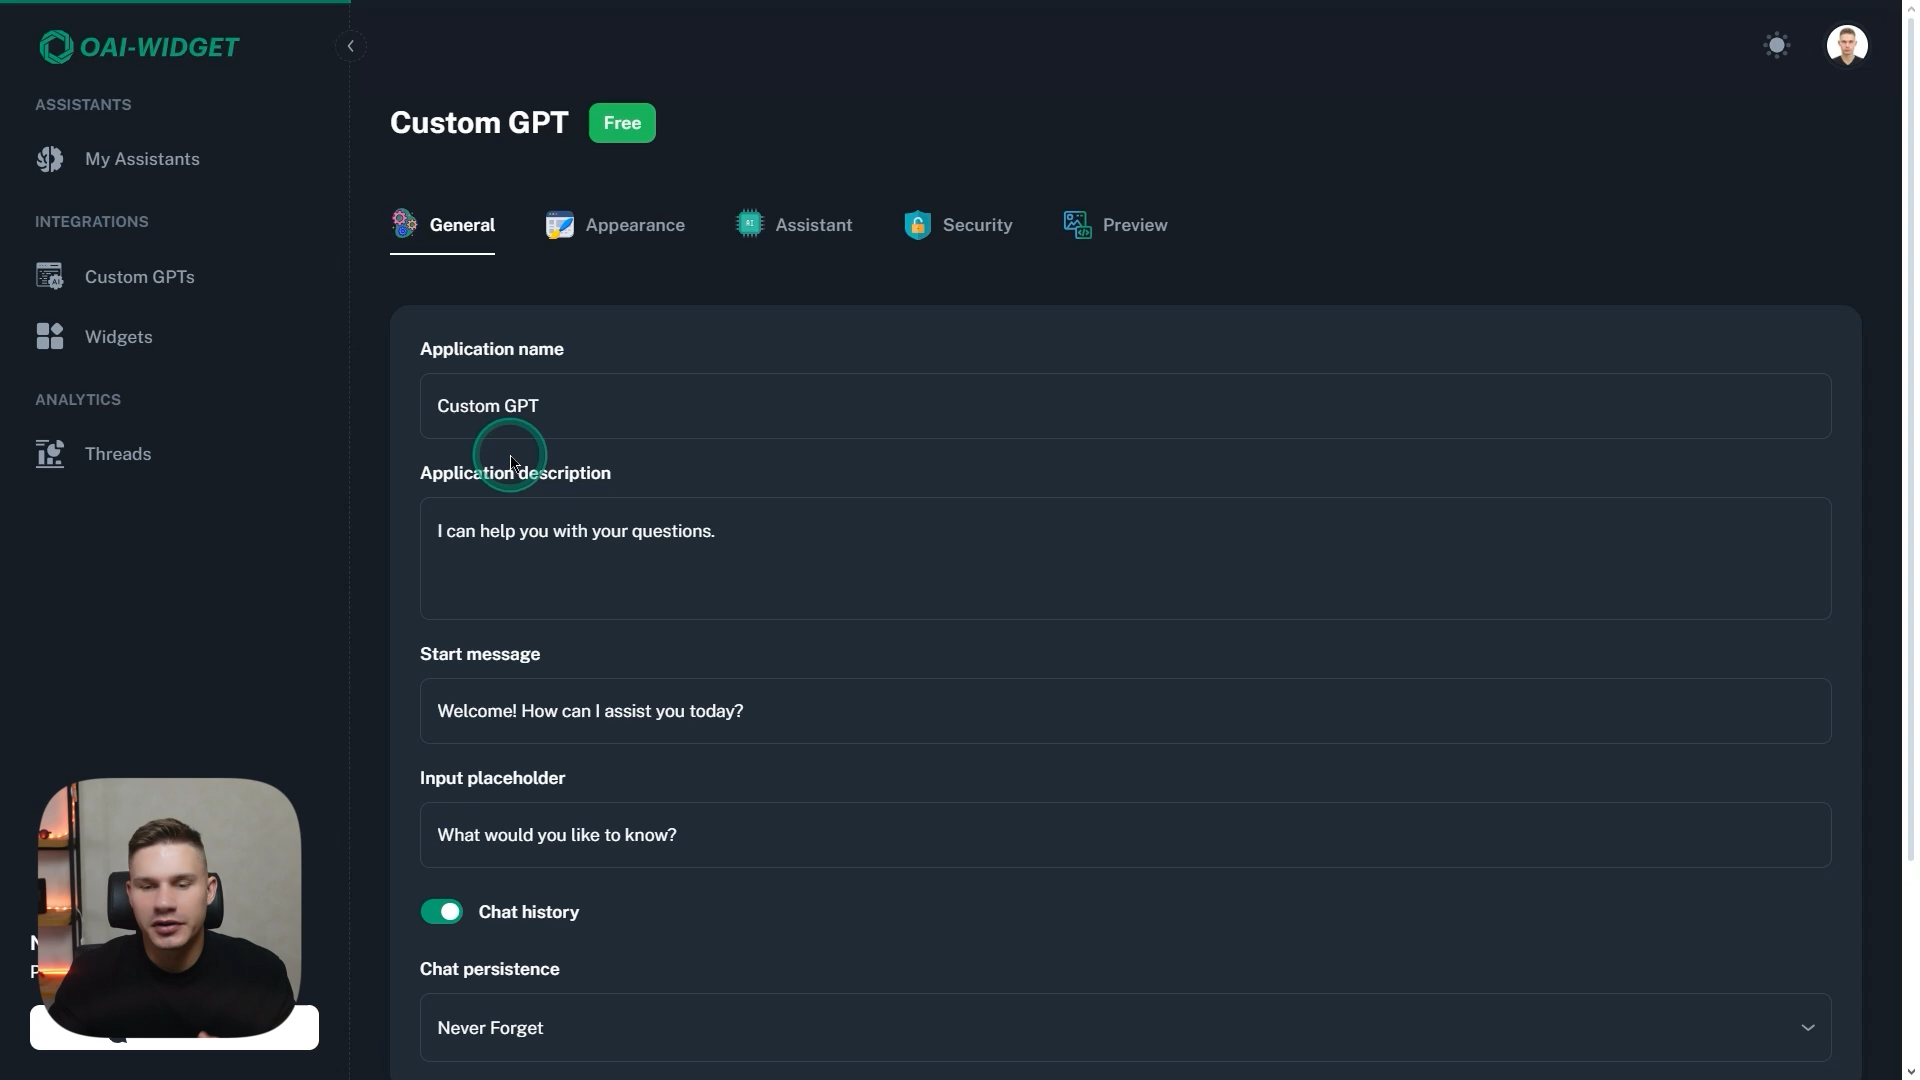 OAI-WIDGET
ASSISTANTS
My Assistants
INTEGRATIONS
Custom GPTs
Widgets
ANALYTICS
Threads
Custom GPT
Free
General
Appearance
Assistant
Security
Preview
Application name
Custom GPT
Application description
I can help you with your questions.
Start message
Welcome! How can I assist you today?
Input placeholder
What would you like to know?
Chat history
Chat persistence
Never Forget